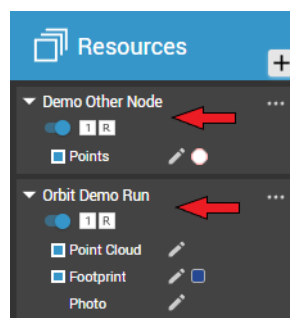 Resources
+
Demo Other Node
...
1 R
Points
Orbit Demo Run
...
1 R
Point Cloud
Footprint
Photo